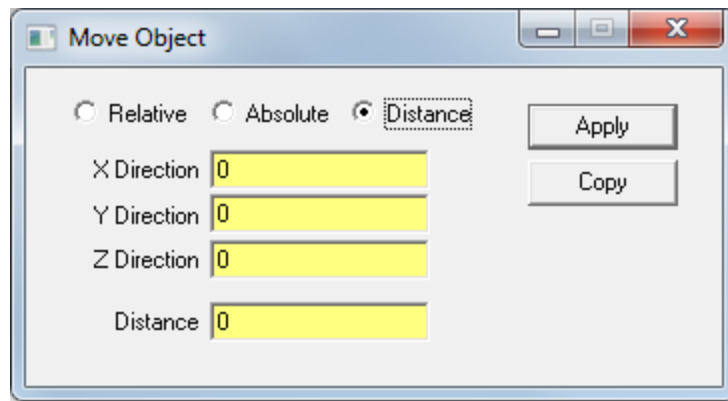 Move Object
Relative Absolute Distance
Apply
X Direction 0
Copy
Y Direction 0
Z Direction 0
Distance 0